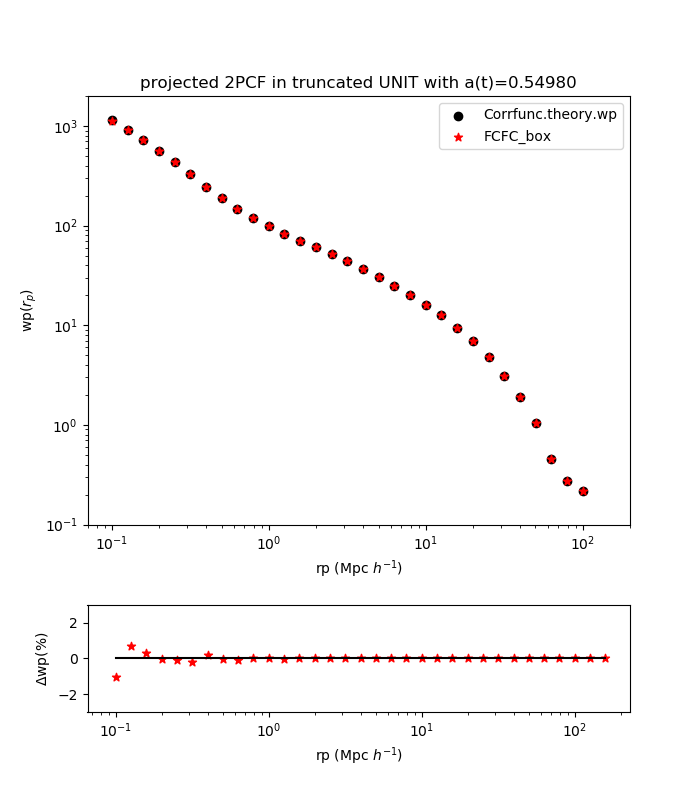 projected 2PCF in truncated UNIT with a(t)=0.54980
Corrfunc.theory.wp
FCFC_box
10³
10²
10¹
10⁰
10⁻¹
wp(rₚ)
10⁻¹ 10⁰ 10¹ 10²
rp (Mpc h⁻¹)
2
0
−2
Δwp(%)
10⁻¹ 10⁰ 10¹ 10²
rp (Mpc h⁻¹)